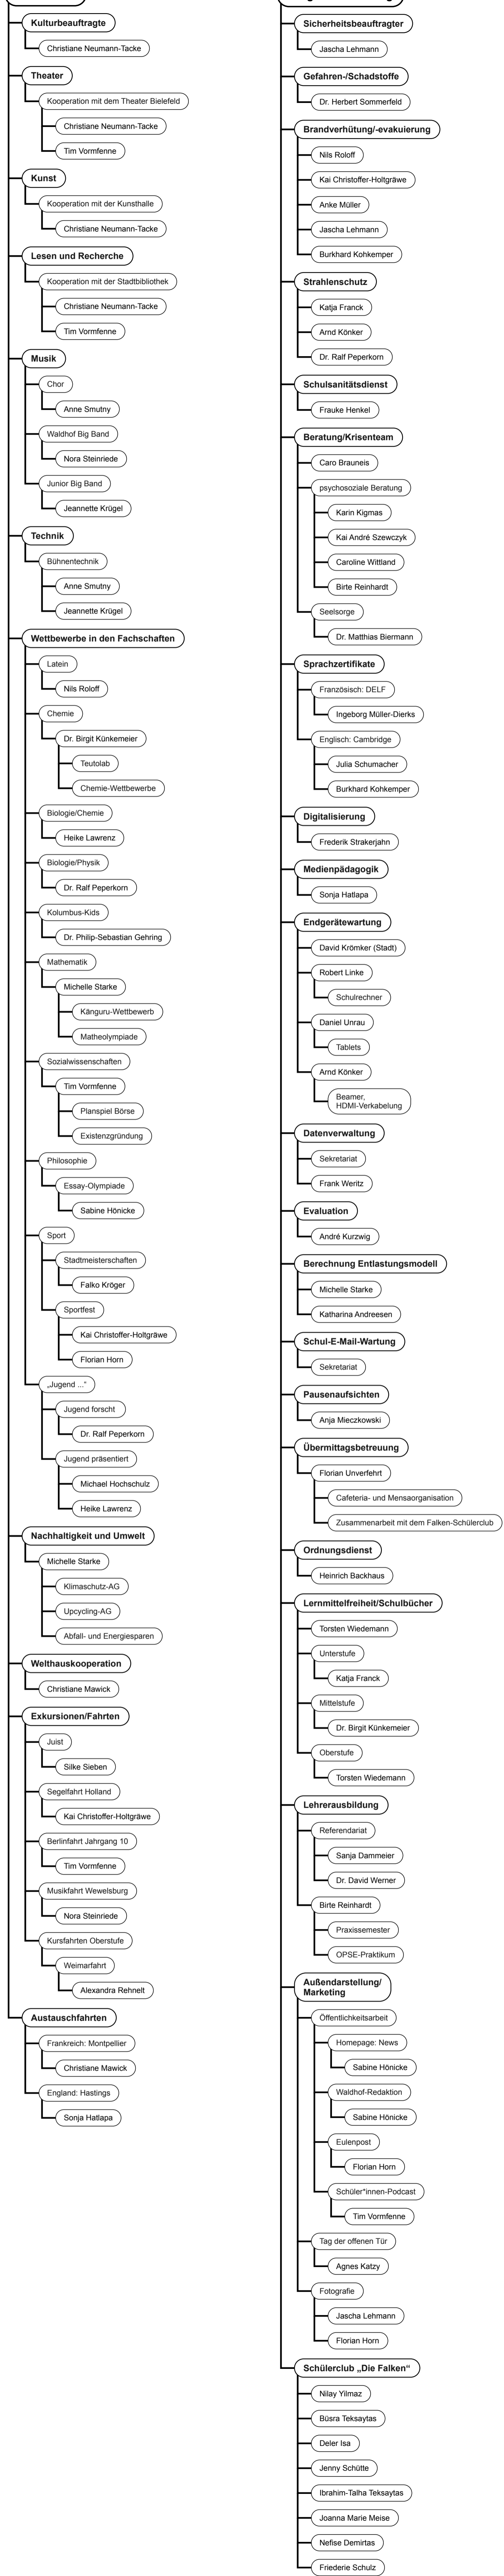 Kulturbeauftragte
Christiane Neumann-Tacke
Theater
Kooperation mit dem Theater Bielefeld
Christiane Neumann-Tacke
Tim Vormfenne
Kunst
Kooperation mit der Kunsthalle
Christiane Neumann-Tacke
Lesen und Recherche
Kooperation mit der Stadtbibliothek
Christiane Neumann-Tacke
Tim Vormfenne
Musik
Chor
Anne Smutny
Waldhof Big Band
Nora Steinriede
Junior Big Band
Jeannette Krügel
Technik
Bühnentechnik
Anne Smutny
Jeannette Krügel
Wettbewerbe in den Fachschaften
Latein
Nils Roloff
Chemie
Dr. Birgit Künkemeier
Teutolab
Chemie-Wettbewerbe
Biologie/Chemie
Heike Lawrenz
Biologie/Physik
Dr. Ralf Peperkorn
Kolumbus-Kids
Dr. Philip-Sebastian Gehring
Mathematik
Michelle Starke
Känguru-Wettbewerb
Matheolympiade
Sozialwissenschaften
Tim Vormfenne
Planspiel Börse
Existenzgründung
Philosophie
Essay-Olympiade
Sabine Hönicke
Sport
Stadtmeisterschaften
Falko Kröger
Sportfest
Kai Christoffer-Holtgräwe
Florian Horn
„Jugend ...“
Jugend forscht
Dr. Ralf Peperkorn
Jugend präsentiert
Michael Hochschulz
Heike Lawrenz
Nachhaltigkeit und Umwelt
Michelle Starke
Klimaschutz-AG
Upcycling-AG
Abfall- und Energiesparen
Welthauskooperation
Christiane Mawick
Exkursionen/Fahrten
Juist
Silke Sieben
Segelfahrt Holland
Kai Christoffer-Holtgräwe
Berlinfahrt Jahrgang 10
Tim Vormfenne
Musikfahrt Wewelsburg
Nora Steinriede
Kursfahrten Oberstufe
Weimarfahrt
Alexandra Rehnelt
Austauschfahrten
Frankreich: Montpellier
Christiane Mawick
England: Hastings
Sonja Hatlapa
Sicherheitsbeauftragter
Jascha Lehmann
Gefahren-/Schadstoffe
Dr. Herbert Sommerfeld
Brandverhütung/-evakuierung
Nils Roloff
Kai Christoffer-Holtgräwe
Anke Müller
Jascha Lehmann
Burkhard Kohkemper
Strahlenschutz
Katja Franck
Arnd Könker
Dr. Ralf Peperkorn
Schulsanitätsdienst
Frauke Henkel
Beratung/Krisenteam
Caro Brauneis
psychosoziale Beratung
Karin Kigmas
Kai André Szewczyk
Caroline Wittland
Birte Reinhardt
Seelsorge
Dr. Matthias Biermann
Sprachzertifikate
Französisch: DELF
Ingeborg Müller-Dierks
Englisch: Cambridge
Julia Schumacher
Burkhard Kohkemper
Digitalisierung
Frederik Strakerjahn
Medienpädagogik
Sonja Hatlapa
Endgerätewartung
David Krömker (Stadt)
Robert Linke
Schulrechner
Daniel Unrau
Tablets
Arnd Könker
Beamer,
HDMI-Verkabelung
Datenverwaltung
Sekretariat
Frank Weritz
Evaluation
André Kurzwig
Berechnung Entlastungsmodell
Michelle Starke
Katharina Andreesen
Schul-E-Mail-Wartung
Sekretariat
Pausenaufsichten
Anja Mieczkowski
Übermittagsbetreuung
Florian Unverfehrt
Cafeteria- und Mensaorganisation
Zusammenarbeit mit dem Falken-Schülerclub
Ordnungsdienst
Heinrich Backhaus
Lernmittelfreiheit/Schulbücher
Torsten Wiedemann
Unterstufe
Katja Franck
Mittelstufe
Dr. Birgit Künkemeier
Oberstufe
Torsten Wiedemann
Lehrerausbildung
Referendariat
Sanja Dammeier
Dr. David Werner
Birte Reinhardt
Praxissemester
OPSE-Praktikum
Außendarstellung/
Marketing
Öffentlichkeitsarbeit
Homepage: News
Sabine Hönicke
Waldhof-Redaktion
Sabine Hönicke
Eulenpost
Florian Horn
Schüler*innen-Podcast
Tim Vormfenne
Tag der offenen Tür
Agnes Katzy
Fotografie
Jascha Lehmann
Florian Horn
Schülerclub „Die Falken“
Nilay Yilmaz
Büsra Teksaytas
Deler Isa
Jenny Schütte
Ibrahim-Talha Teksaytas
Joanna Marie Meise
Nefise Demirtas
Friederie Schulz